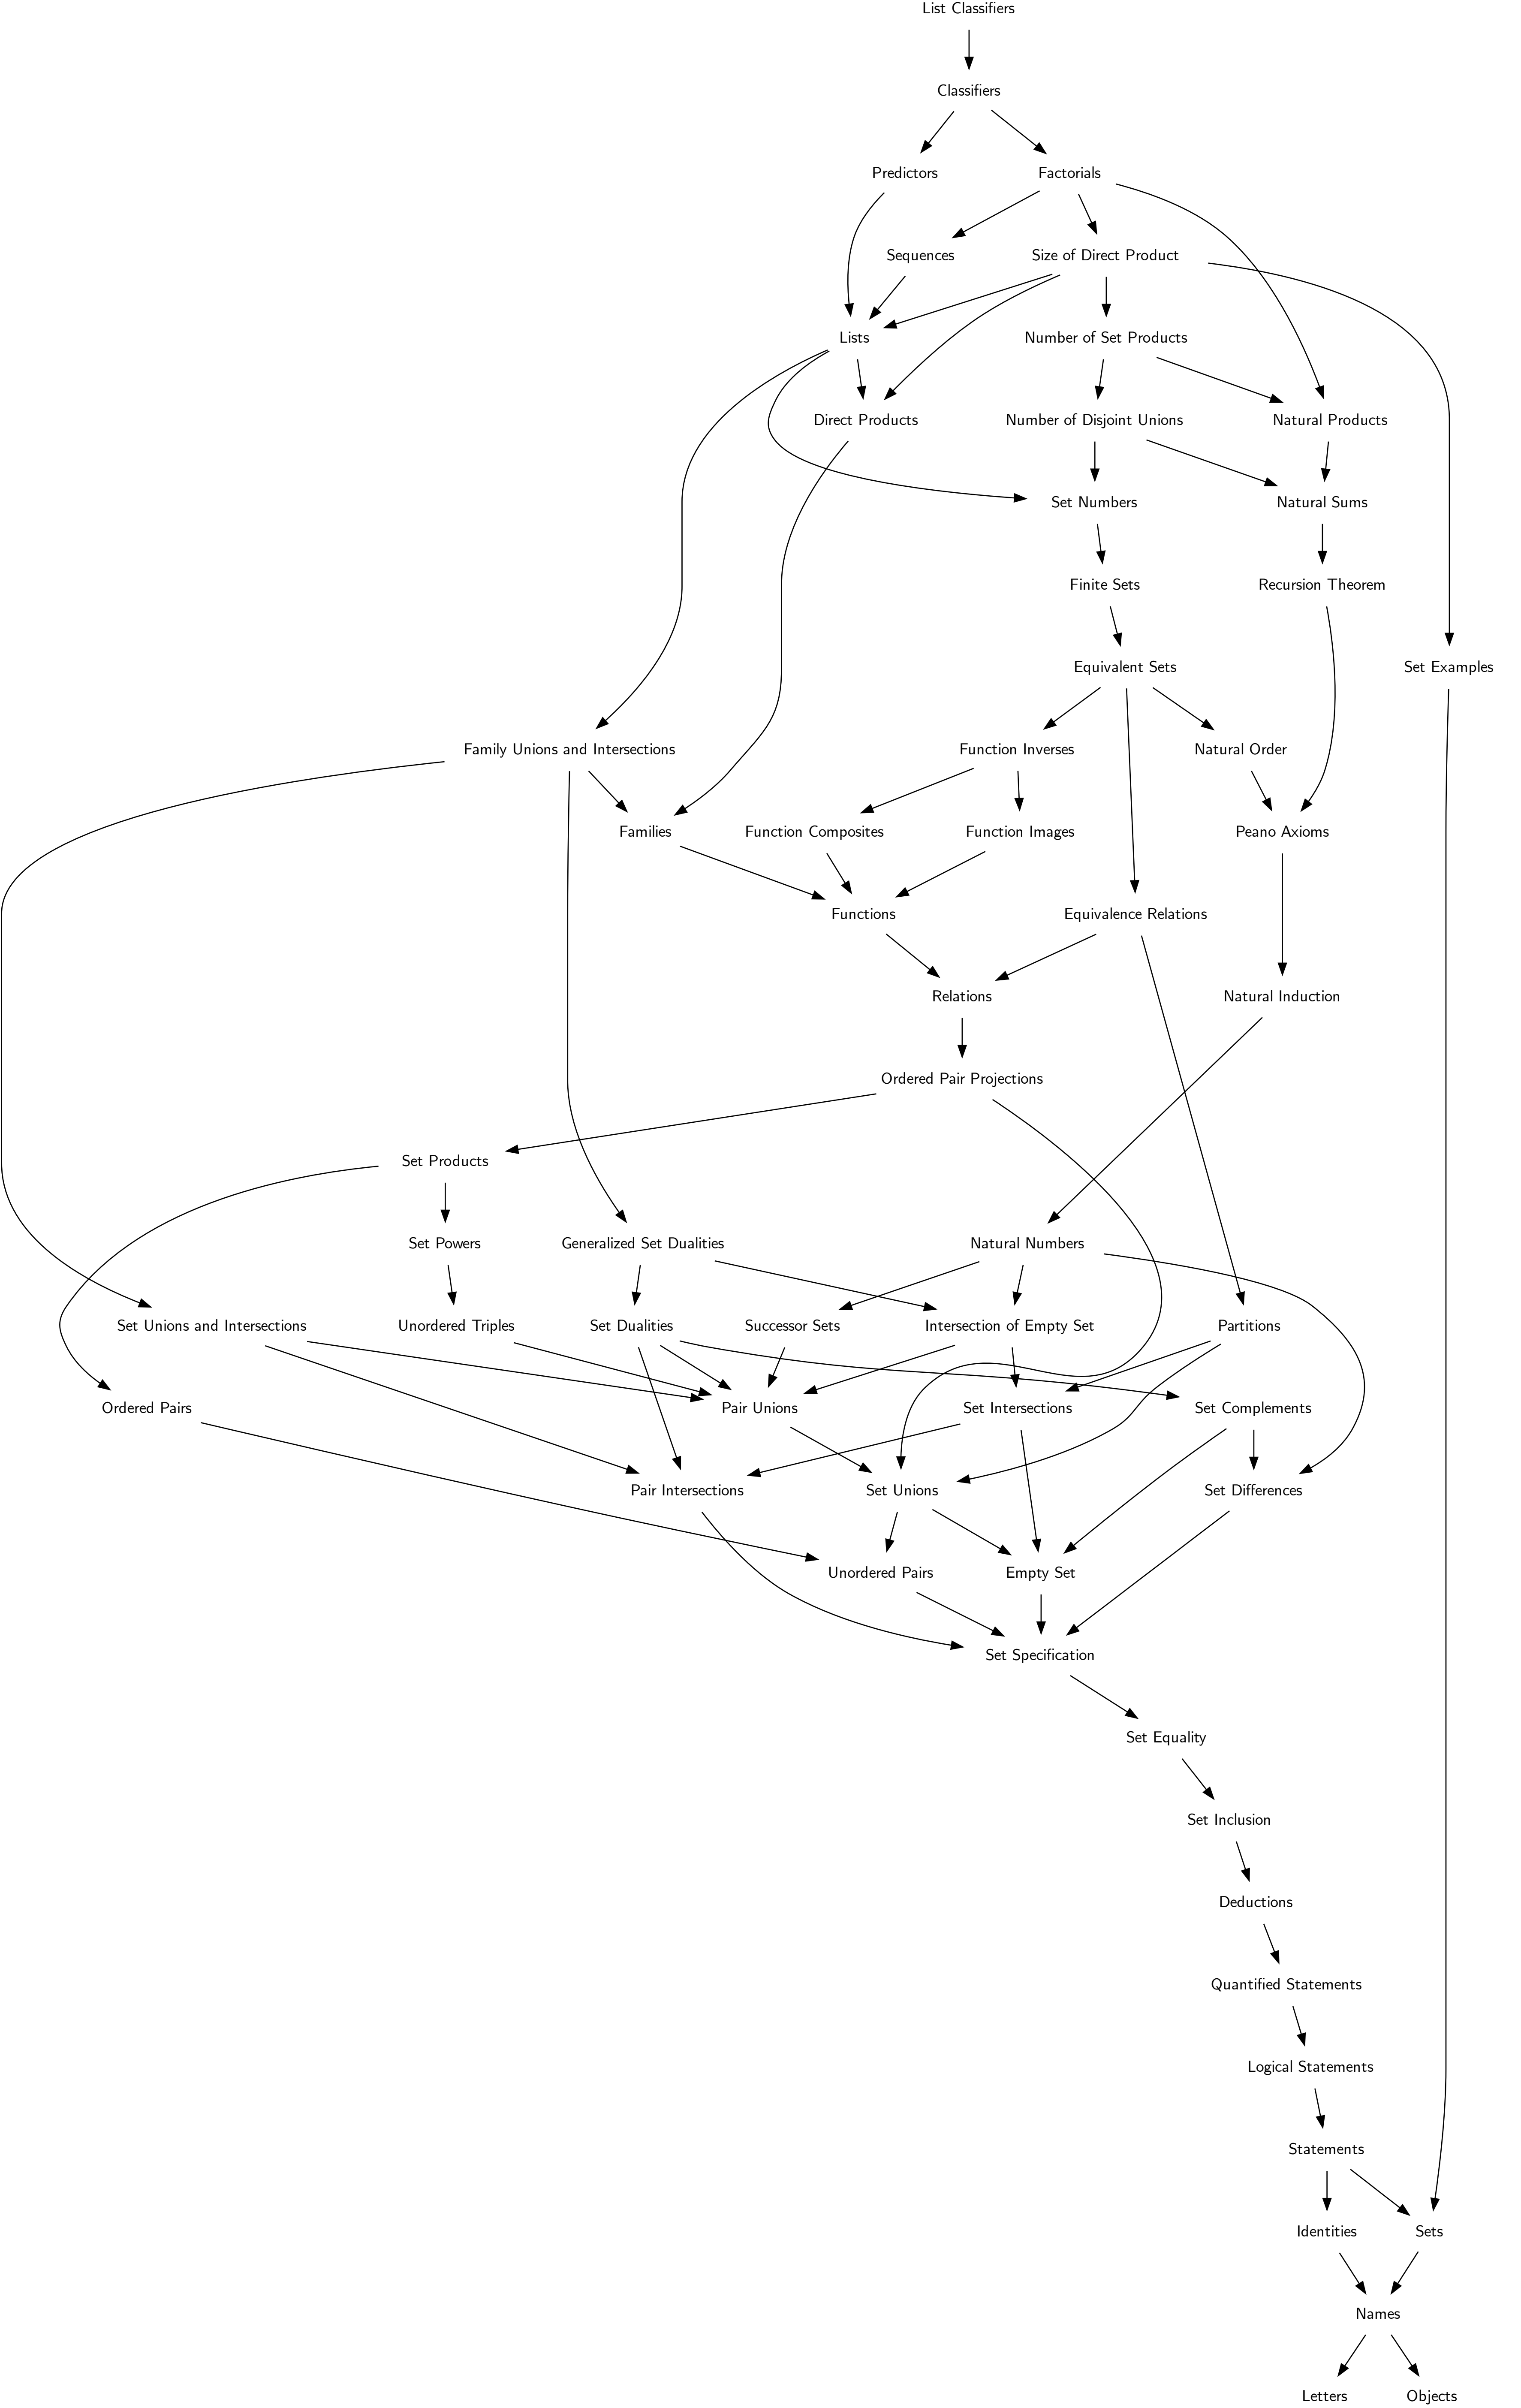 List Classifiers
Classifiers
Predictors
Factorials
Sequences
Size of Direct Product
Lists
Number of Set Products
Direct Products
Number of Disjoint Unions
Natural Products
Set Numbers
Natural Sums
Finite Sets
Recursion Theorem
Equivalent Sets
Set Examples
Family Unions and Intersections
Function Inverses
Natural Order
Families
Function Composites
Function Images
Peano Axioms
Functions
Equivalence Relations
Relations
Natural Induction
Ordered Pair Projections
Set Products
Set Powers
Generalized Set Dualities
Natural Numbers
Set Unions and Intersections
Unordered Triples
Set Dualities
Successor Sets
Intersection of Empty Set
Partitions
Ordered Pairs
Pair Unions
Set Intersections
Set Complements
Pair Intersections
Set Unions
Set Differences
Unordered Pairs
Empty Set
Set Specification
Set Equality
Set Inclusion
Deductions
Quantified Statements
Logical Statements
Statements
Identities
Sets
Names
Letters
Objects